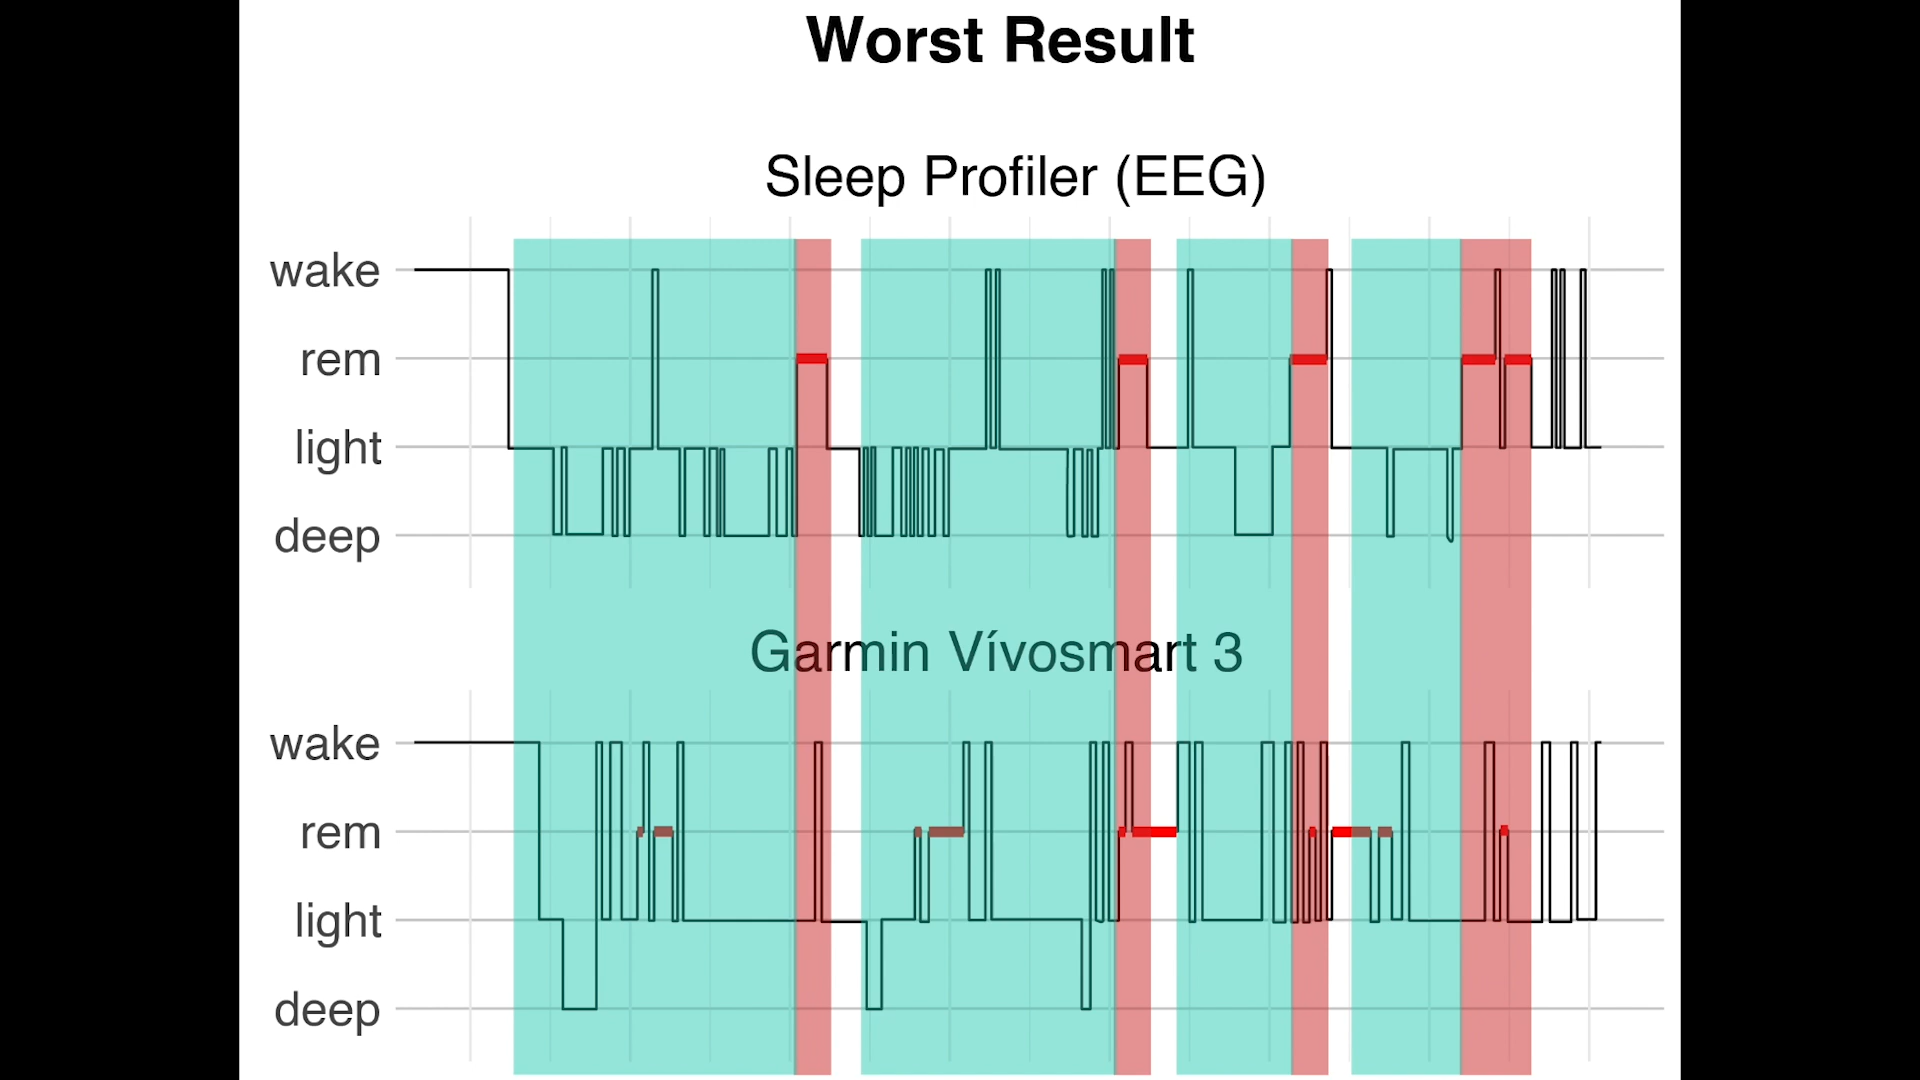 Worst Result
Sleep Profiler (EEG)
wake
rem
light
deep
Garmin Vívosmart 3
wake
rem
light
deep